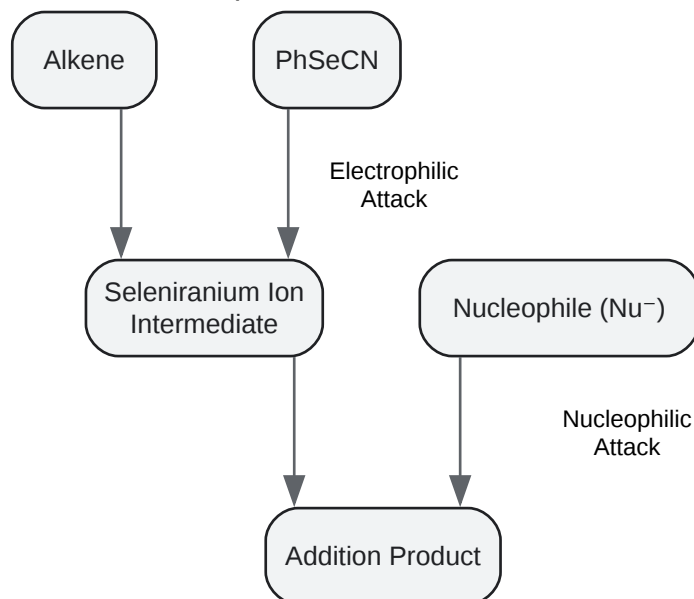 Alkene
PhSeCN
Electrophilic
Attack
Seleniranium Ion
Intermediate
Nucleophile (Nu⁻)
Nucleophilic
Attack
Addition Product